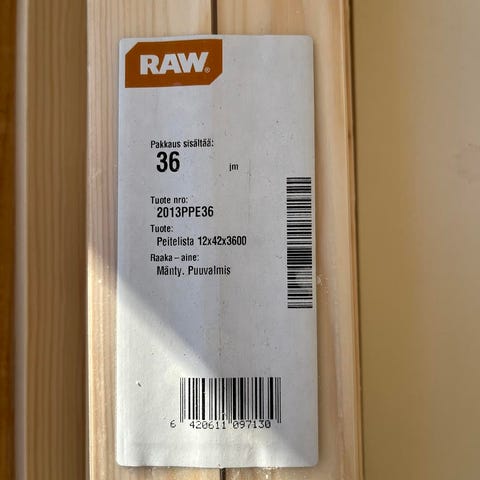 RAW®
Pakkaus sisältää:
36 jm
Tuote nro:
2013PPE36
Tuote:
Peitelista 12x42x3600
Raaka – aine:
Mänty. Puuvalmis
6 420611 097130